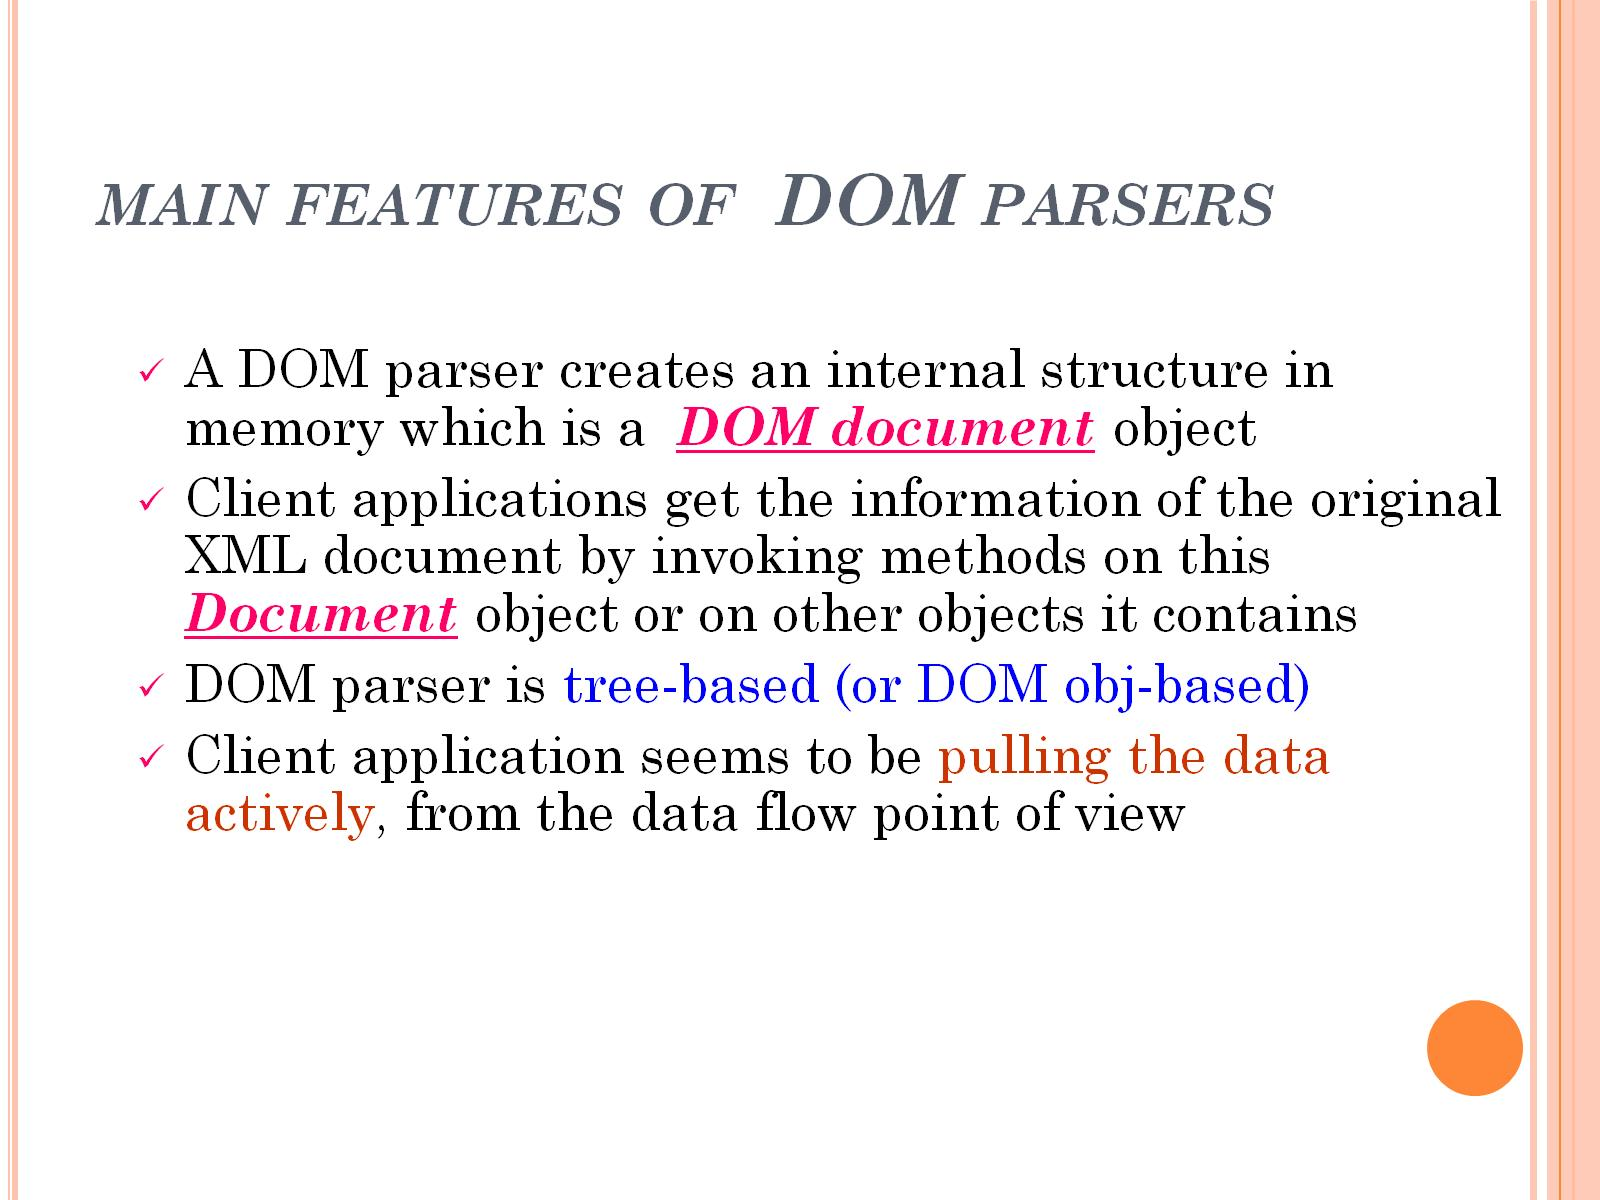 MAIN FEATURES OF DOM PARSERS
A DOM parser creates an internal structure in
memory which is a DOM document object
Client applications get the information of the original
XML document by invoking methods on this
Document object or on other objects it contains
DOM parser is tree-based (or DOM obj-based)
Client application seems to be pulling the data
actively, from the data flow point of view